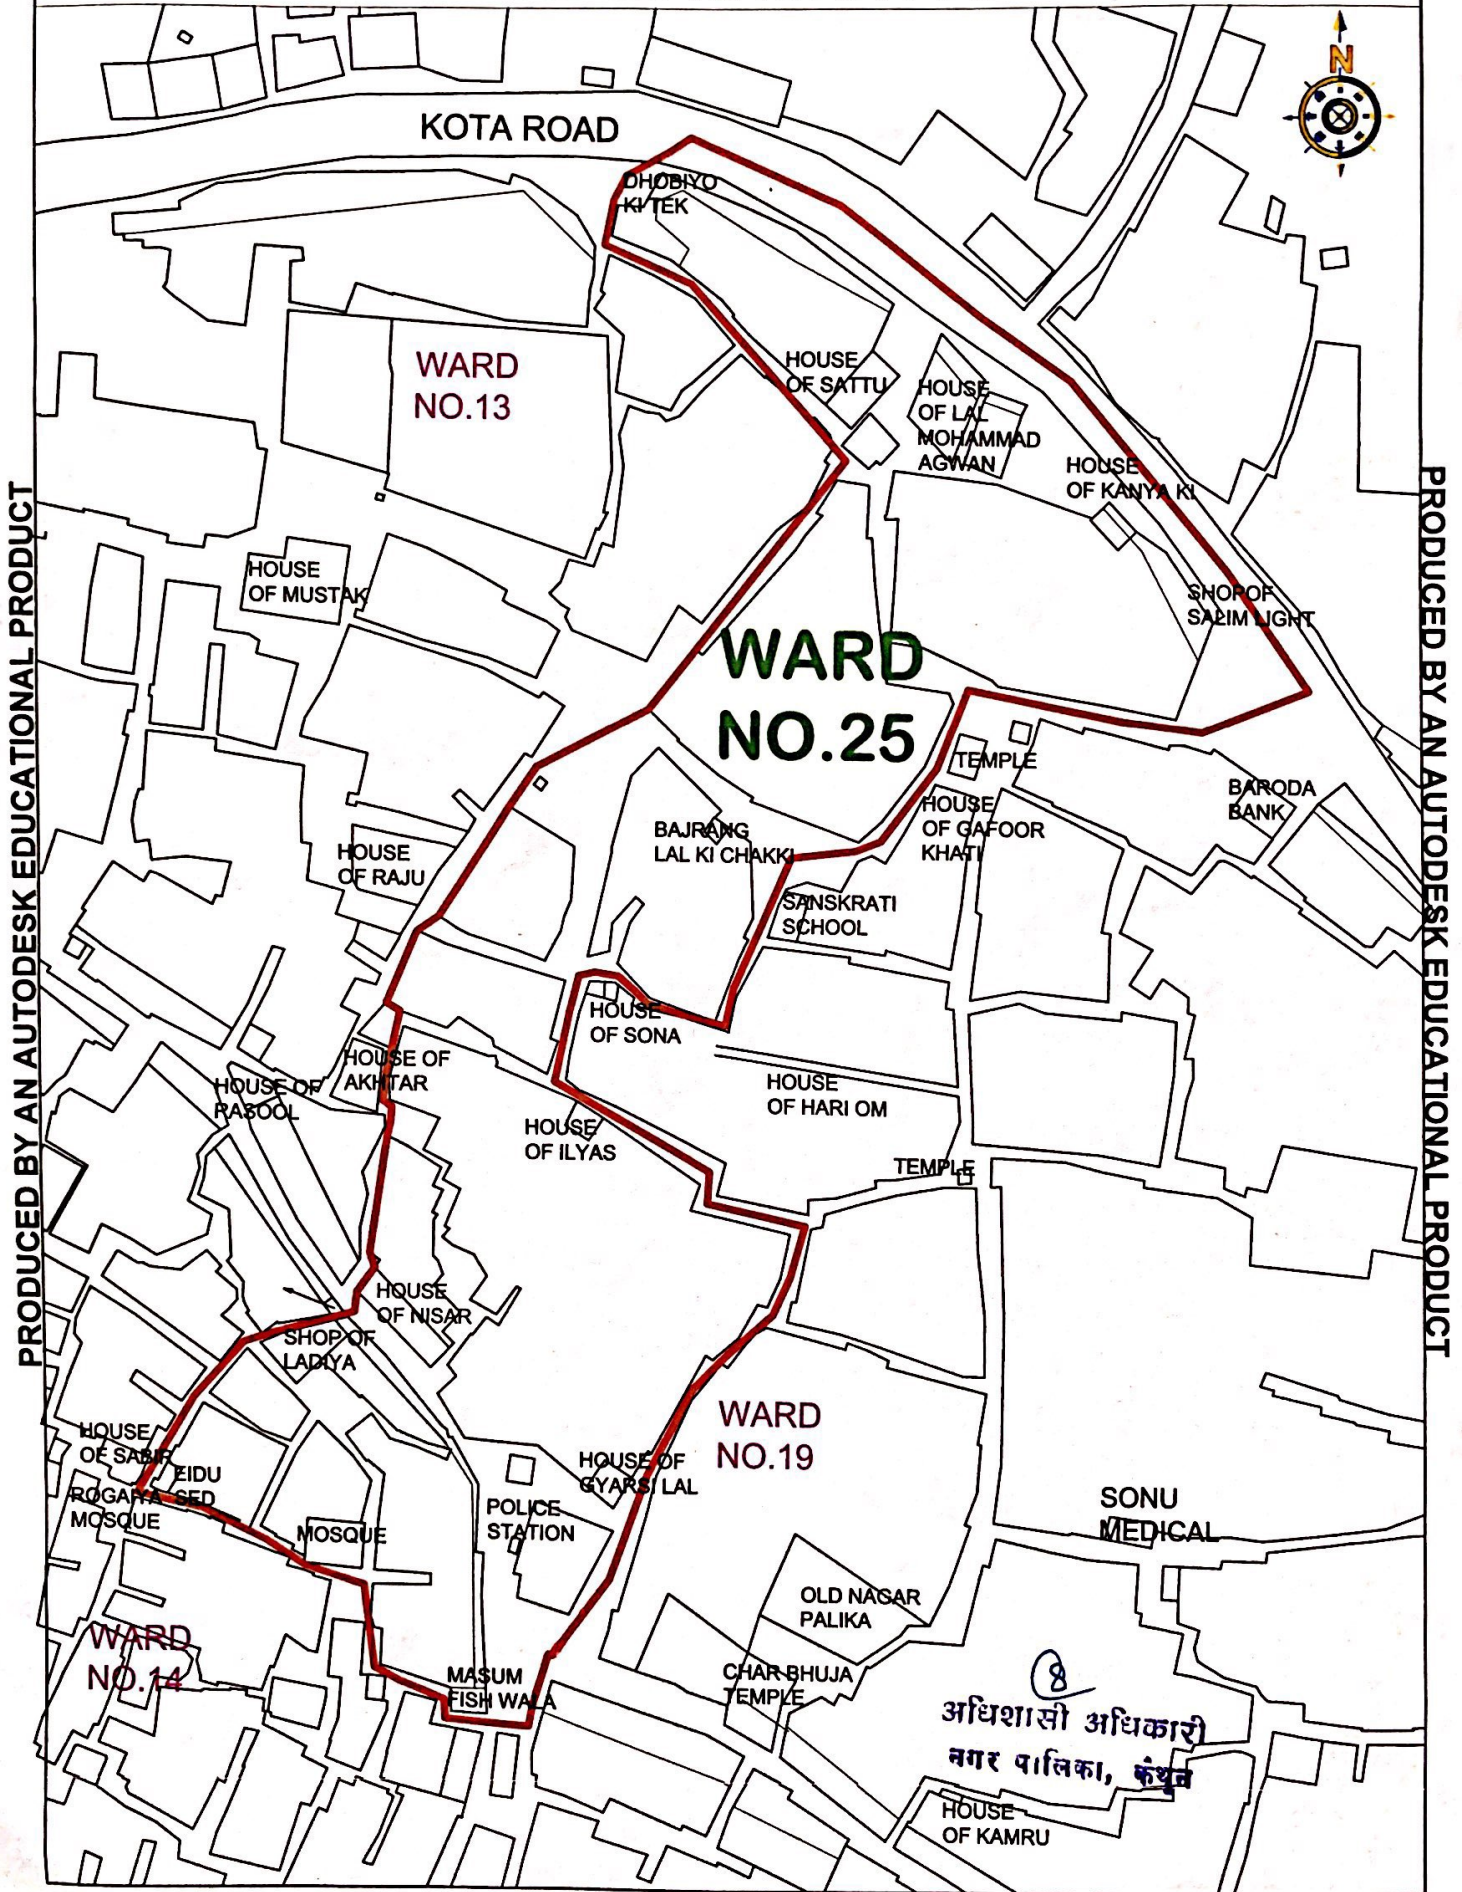 N
KOTA ROAD
DHOBIYO
KI TEK
WARD
NO.13
HOUSE
OF SATTU
HOUSE
OF LAL
MOHAMMAD
AGWAN
HOUSE
OF KANYA KI
HOUSE
OF MUSTAK
SHOP OF
SALIM LIGHT
WARD
NO.25
TEMPLE
BARODA
BANK
HOUSE
OF GAFOOR
KHATI
BAJRANG
LAL KI CHAKKI
HOUSE
OF RAJU
SANSKRATI
SCHOOL
HOUSE
OF SONA
HOUSE OF
AKHTAR
HOUSE OF
RASOOL
HOUSE
OF HARI OM
HOUSE
OF ILYAS
TEMPLE
HOUSE
OF NISAR
SHOP OF
LADIYA
WARD
NO.19
HOUSE
OF SABIR
EIDU
SED
ROGAIYA
MOSQUE
MOSQUE
HOUSE OF
GYARSI LAL
POLICE
STATION
SONU
MEDICAL
OLD NAGAR
PALIKA
WARD
NO.14
MASUM
FISH WALA
CHAR BHUJA
TEMPLE
अधिशासी अधिकारी
नगर पालिका, कैथून
HOUSE
OF KAMRU
PRODUCED BY AN AUTODESK EDUCATIONAL PRODUCT
PRODUCED BY AN AUTODESK EDUCATIONAL PRODUCT